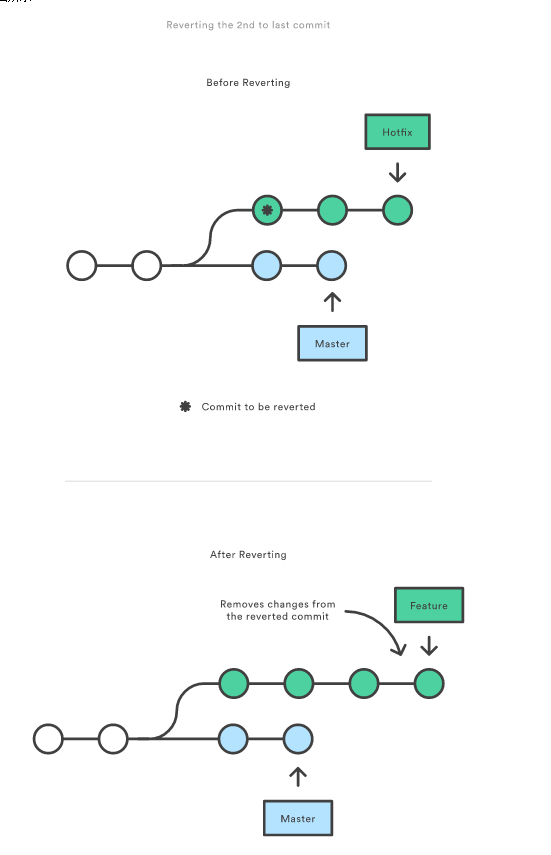 Reverting the 2nd to last commit
Before Reverting
Hotfix
Master
Commit to be reverted
After Reverting
Removes changes from
the reverted commit
Feature
Master